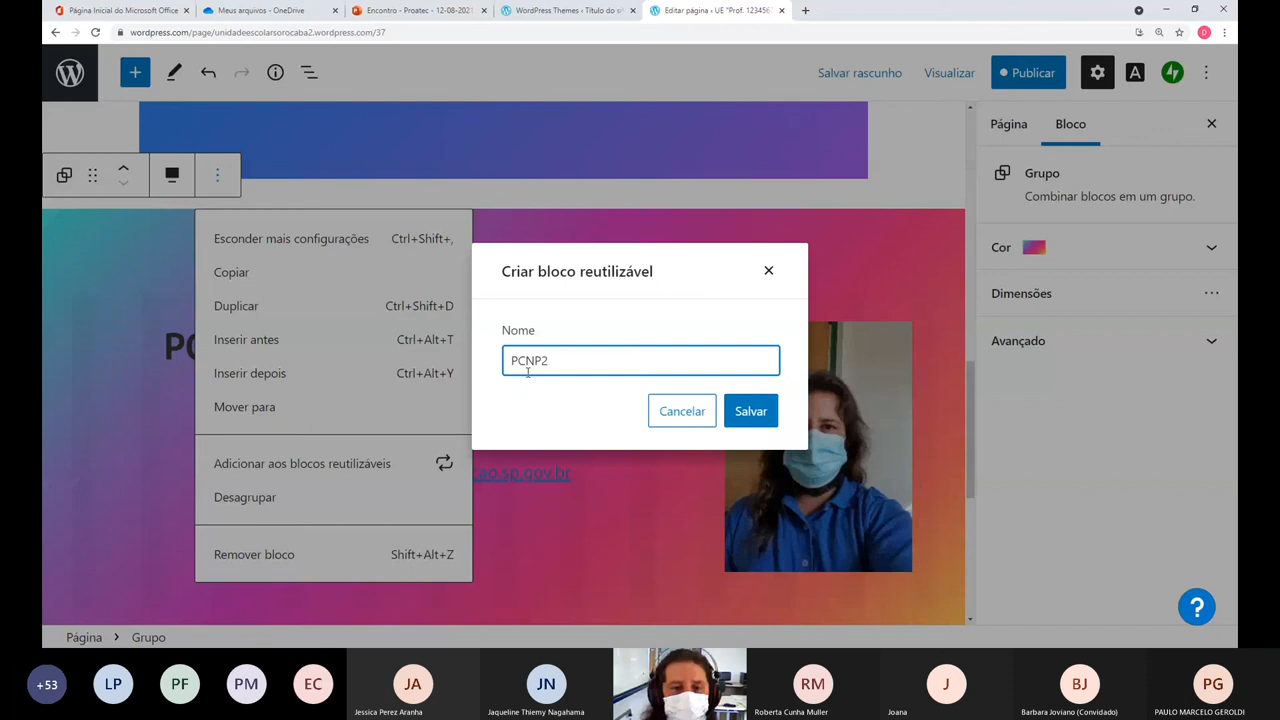 Página Inicial do Microsoft Office
Meus arquivos - OneDrive
Encontro - Proatec - 12-08-2021
WordPress Themes ‹ Título do si
Editar página ‹ UE "Prof. 123456
wordpress.com/page/unidadeescolarsorocaba2.wordpress.com/37
D
Salvar rascunho
Visualizar
Publicar
A
Página
Bloco
Grupo
Combinar blocos em um grupo.
Cor
Dimensões
Avançado
Esconder mais configurações Ctrl+Shift+,
Copiar
Duplicar Ctrl+Shift+D
Inserir antes Ctrl+Alt+T
Inserir depois Ctrl+Alt+Y
Mover para
Adicionar aos blocos reutilizáveis
Desagrupar
Remover bloco Shift+Alt+Z
Criar bloco reutilizável
Nome
PCNP2
Cancelar
Salvar
cao.sp.gov.br
Página > Grupo
+53
LP
PF
PM
EC
JA
Jessica Perez Aranha
JN
Jaqueline Thiemy Nagahama
RM
Roberta Cunha Muller
J
Joana
BJ
Barbara Joviano (Convidado)
PG
PAULO MARCELO GEROLDI